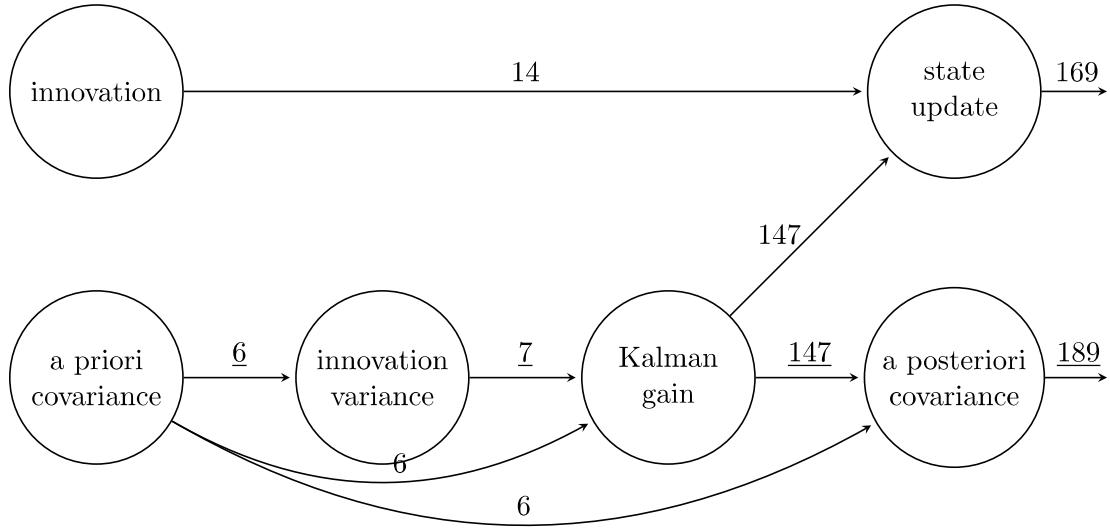 innovation
14
state
update
169
147
a priori
covariance
6
innovation
variance
7
Kalman
gain
147
a posteriori
covariance
189
6
6